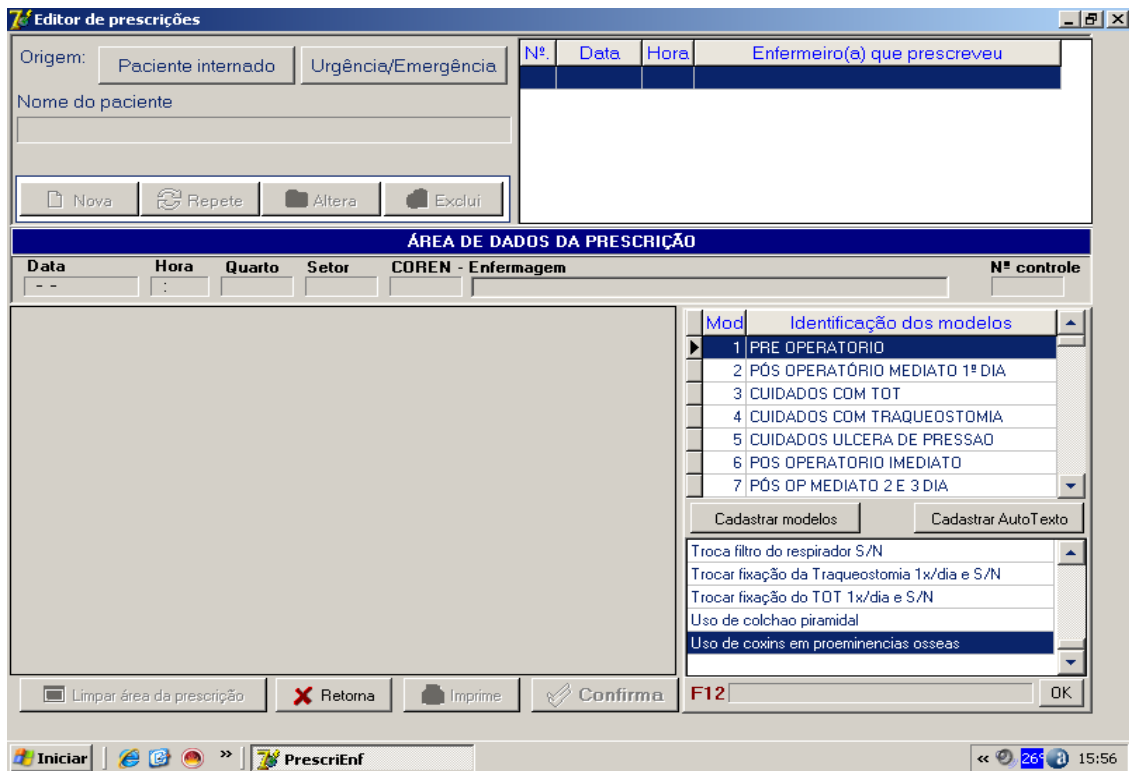 Editor de prescrições
Origem:
Paciente internado
Urgência/Emergência
Nome do paciente
Nova
Repete
Altera
Exclui
Nº. Data Hora Enfermeiro(a) que prescreveu
ÁREA DE DADOS DA PRESCRIÇÃO
Data Hora Quarto Setor COREN - Enfermagem Nº controle
- - :
Mod Identificação dos modelos
1 PRE OPERATORIO
2 PÓS OPERATÓRIO MEDIATO 1º DIA
3 CUIDADOS COM TOT
4 CUIDADOS COM TRAQUEOSTOMIA
5 CUIDADOS ULCERA DE PRESSAO
6 POS OPERATORIO IMEDIATO
7 PÓS OP MEDIATO 2 E 3 DIA
Cadastrar modelos
Cadastrar AutoTexto
Troca filtro do respirador S/N
Trocar fixação da Traqueostomia 1x/dia e S/N
Trocar fixação do TOT 1x/dia e S/N
Uso de colchao piramidal
Uso de coxins em proeminencias osseas
Limpar área da prescrição
Retorna
Imprime
Confirma
F12
OK
Iniciar
»
PrescriEnf
«
26°
15:56